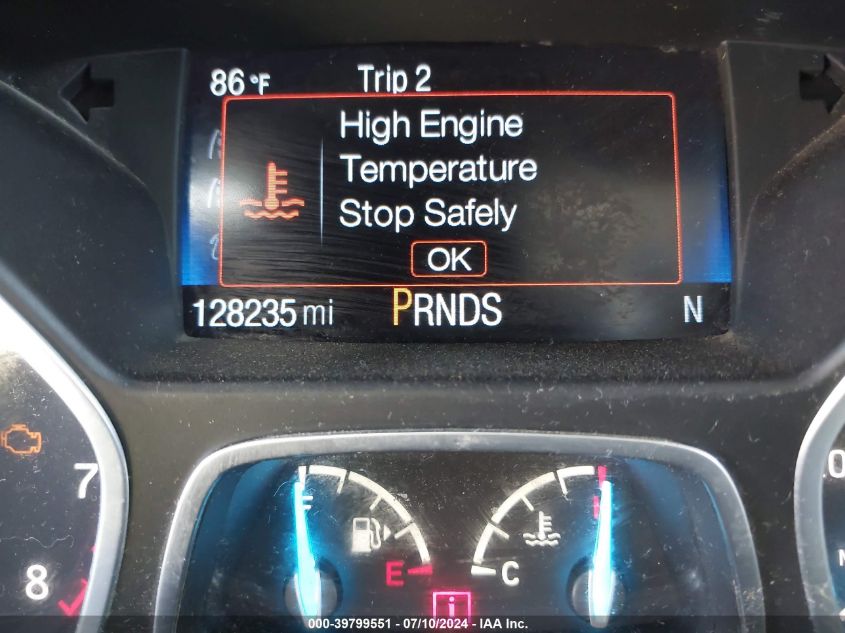 86 °F Trip 2
High Engine
Temperature
Stop Safely
OK
128235 mi PRNDS N
7
8
F
E
C
H
i
0
000-39799551 - 07/10/2024 - IAA Inc.